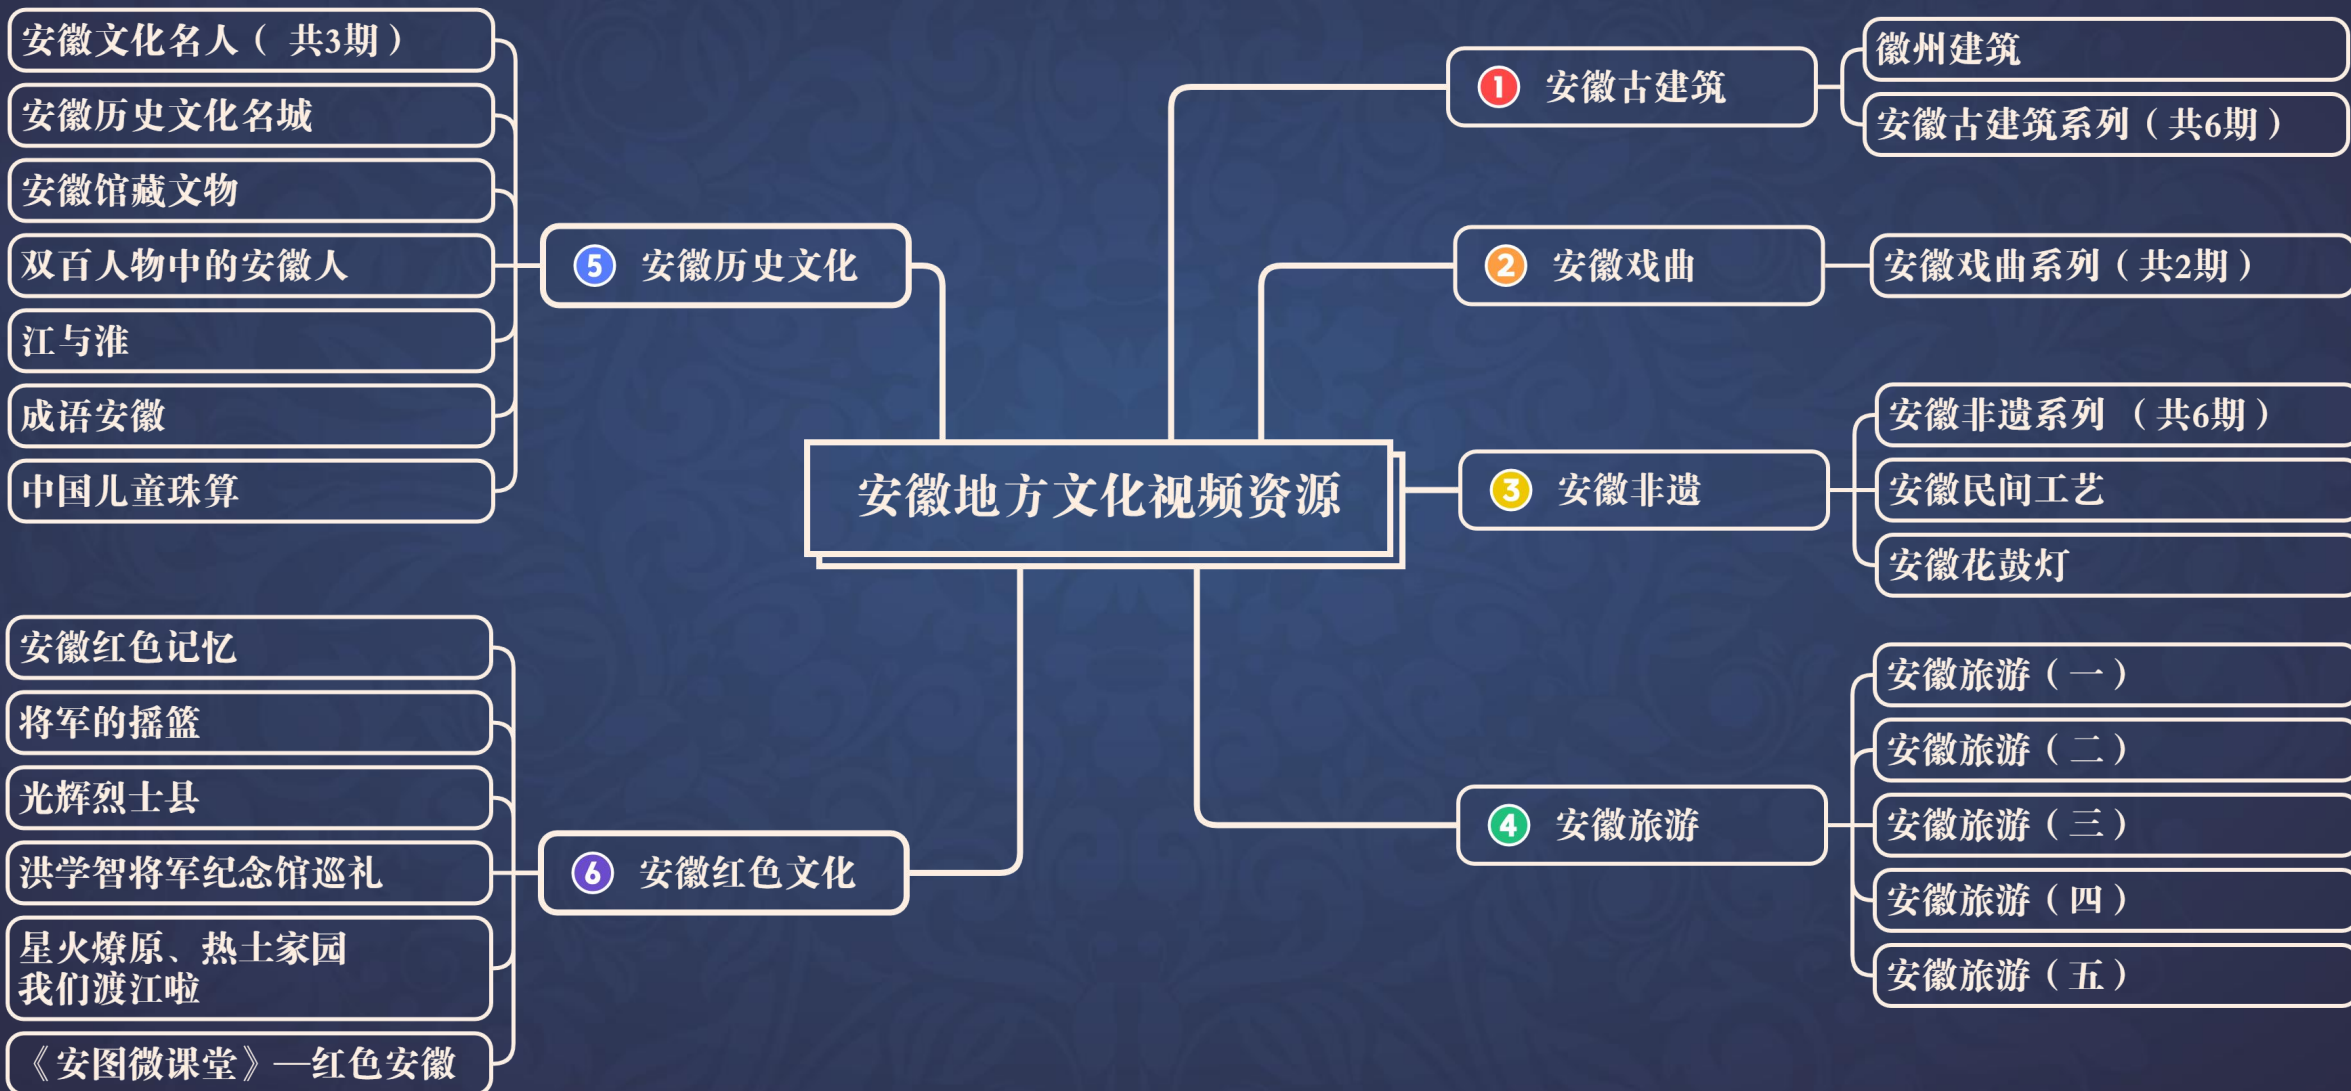 安徽地方文化视频资源
1 安徽古建筑
徽州建筑
安徽古建筑系列（共6期）
2 安徽戏曲
安徽戏曲系列（共2期）
3 安徽非遗
安徽非遗系列 （共6期）
安徽民间工艺
安徽花鼓灯
4 安徽旅游
安徽旅游（一）
安徽旅游（二）
安徽旅游（三）
安徽旅游（四）
安徽旅游（五）
5 安徽历史文化
安徽文化名人（ 共3期）
安徽历史文化名城
安徽馆藏文物
双百人物中的安徽人
江与淮
成语安徽
中国儿童珠算
6 安徽红色文化
安徽红色记忆
将军的摇篮
光辉烈士县
洪学智将军纪念馆巡礼
星火燎原、热土家园
我们渡江啦
《安图微课堂》—红色安徽